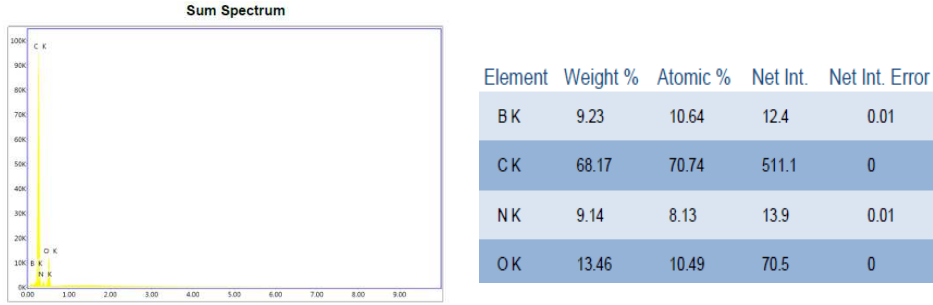 Sum Spectrum
100K
C K
90K
80K
70K
60K
50K
40K
30K
20K
O K
10K
B K
N K
0K
0.00 1.00 2.00 3.00 4.00 5.00 6.00 7.00 8.00 9.00
Element Weight % Atomic % Net Int. Net Int. Error
B K 9.23 10.64 12.4 0.01
C K 68.17 70.74 511.1 0
N K 9.14 8.13 13.9 0.01
O K 13.46 10.49 70.5 0